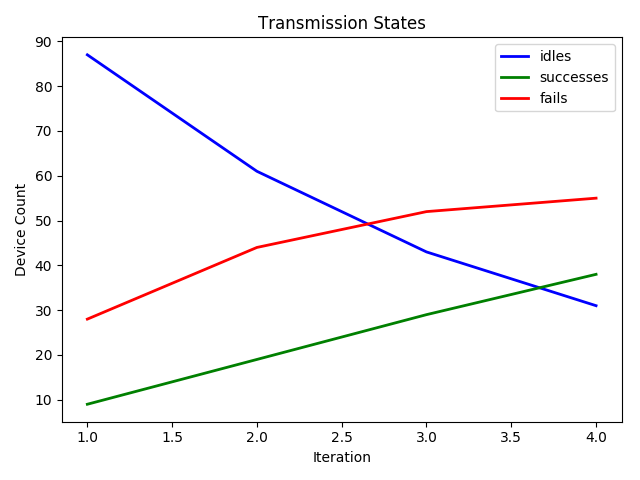 Transmission States
90
80
70
60
50
40
30
20
10
Device Count
idles
successes
fails
1.0 1.5 2.0 2.5 3.0 3.5 4.0
Iteration